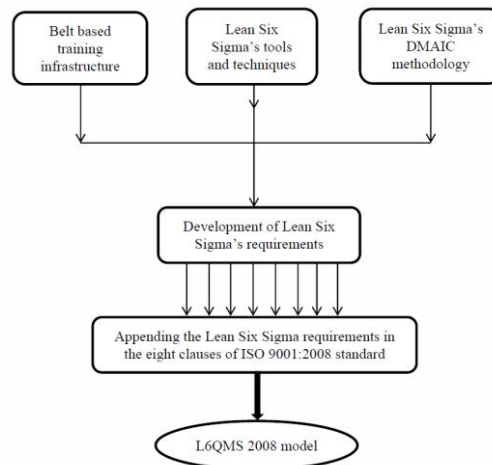 Belt based
training
infrastructure
Lean Six
Sigma's tools
and techniques
Lean Six Sigma's
DMAIC
methodology
Development of Lean Six
Sigma's requirements
Appending the Lean Six Sigma requirements in
the eight clauses of ISO 9001:2008 standard
L6QMS 2008 model